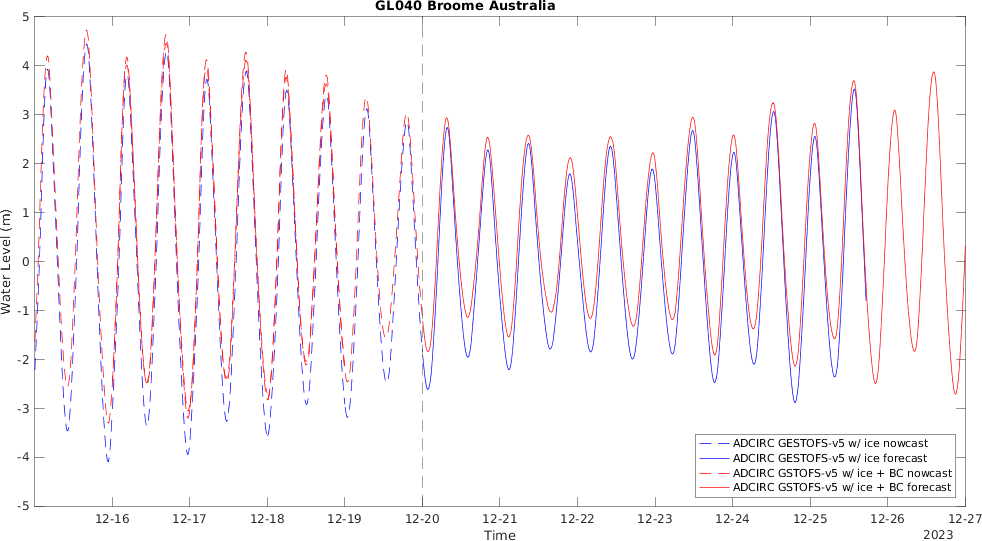 GL040 Broome Australia
5
4
3
2
1
0
-1
-2
-3
-4
-5
Water Level (m)
ADCIRC GESTOFS-v5 w/ ice nowcast
ADCIRC GESTOFS-v5 w/ ice forecast
ADCIRC GSTOFS-v5 w/ ice + BC nowcast
ADCIRC GSTOFS-v5 w/ ice + BC forecast
12-16 12-17 12-18 12-19 12-20 12-21 12-22 12-23 12-24 12-25 12-26 12-27
Time
2023